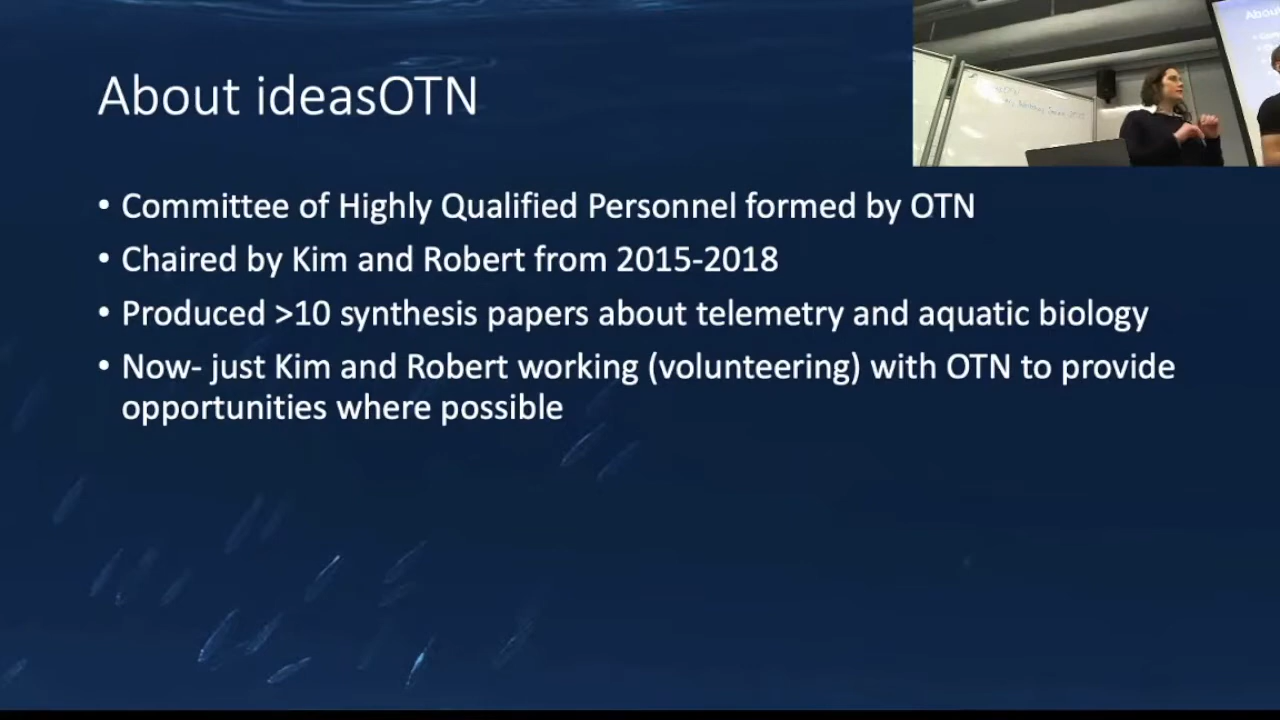 About ideasOTN
• Committee of Highly Qualified Personnel formed by OTN
• Chaired by Kim and Robert from 2015-2018
• Produced >10 synthesis papers about telemetry and aquatic biology
• Now- just Kim and Robert working (volunteering) with OTN to provide
opportunities where possible